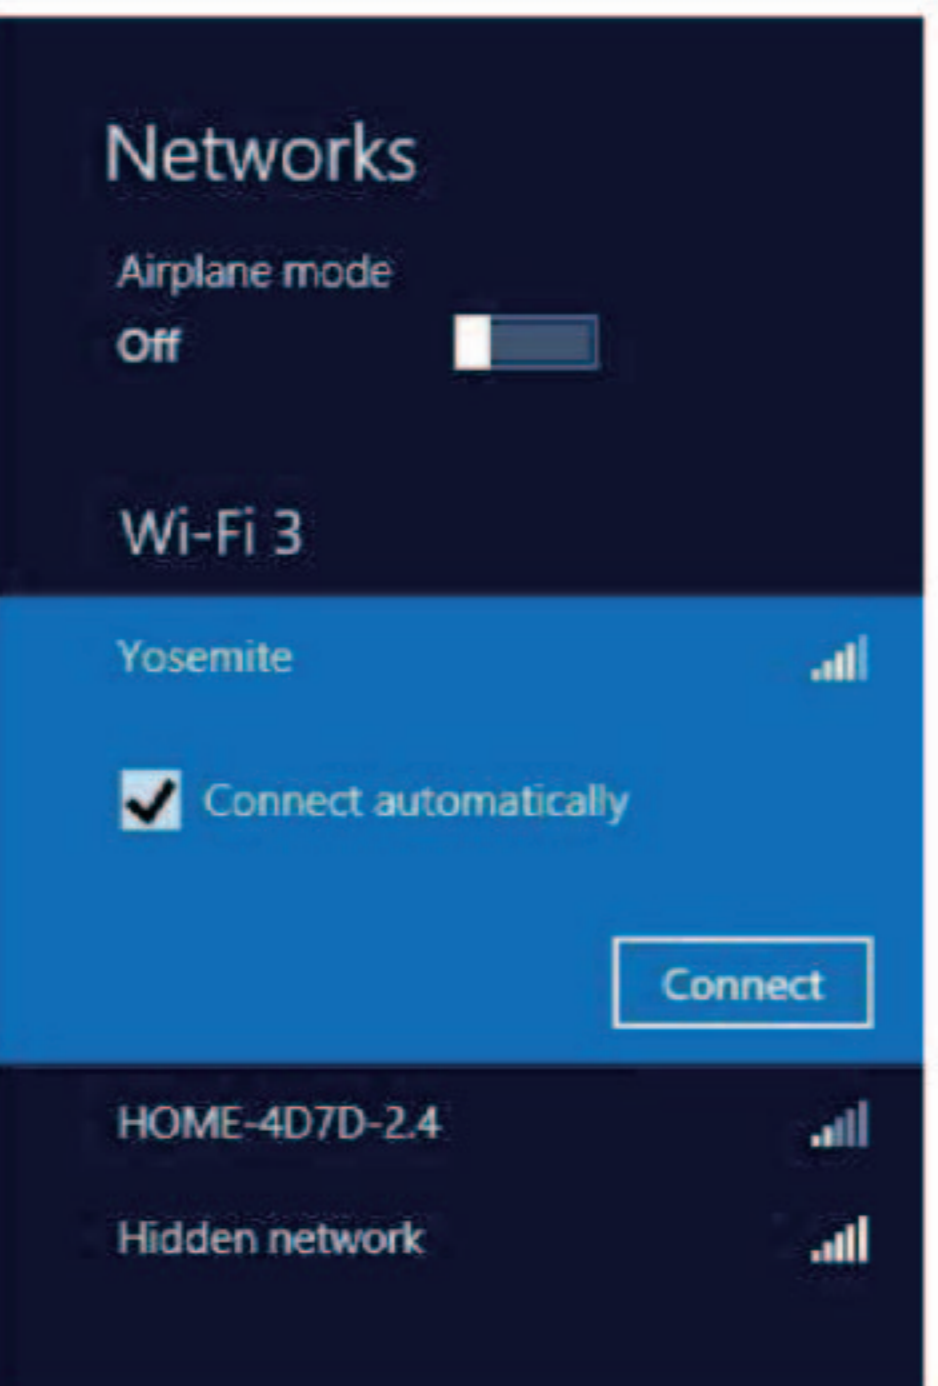 Networks
Airplane mode
Off
Wi-Fi 3
Yosemite
Connect automatically
Connect
HOME-4D7D-2.4
Hidden network